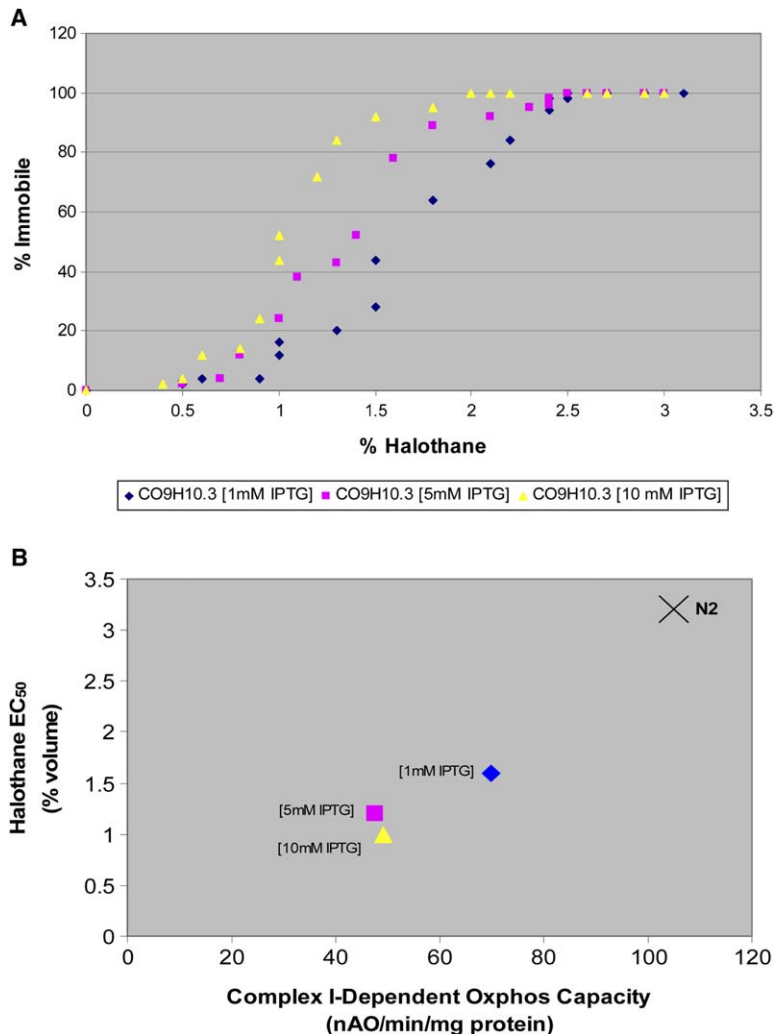 A
120
100
80
60
40
20
0
% Immobile
0 0.5 1 1.5 2 2.5 3 3.5
% Halothane
CO9H10.3 [1mM IPTG] CO9H10.3 [5mM IPTG] CO9H10.3 [10 mM IPTG]
B
3.5
3
2.5
2
1.5
1
0.5
0
Halothane EC50
(% volume)
N2
[1mM IPTG]
[5mM IPTG]
[10mM IPTG]
0 20 40 60 80 100 120
Complex I-Dependent Oxphos Capacity
(nAO/min/mg protein)